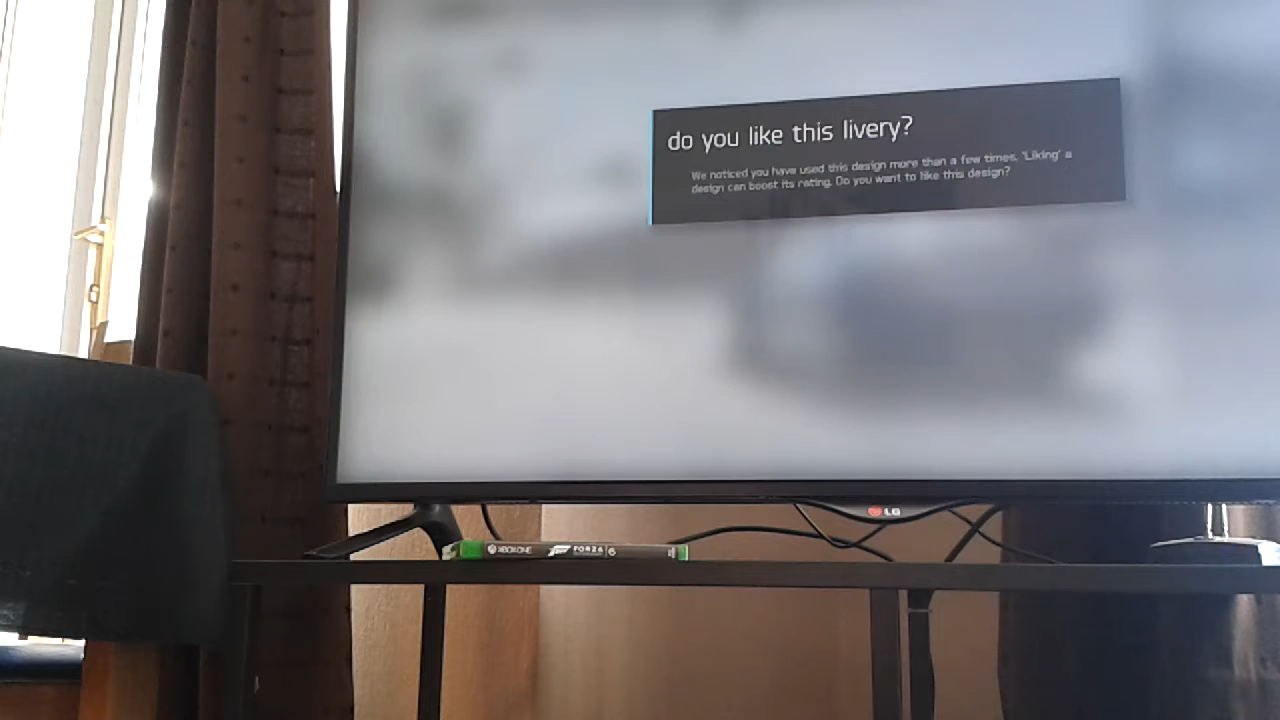 do you like this livery?
We noticed you have used this design more than a few times. 'Liking' a
design can boost its rating. Do you want to like this design?
LG
XBOX ONE FORZA 6